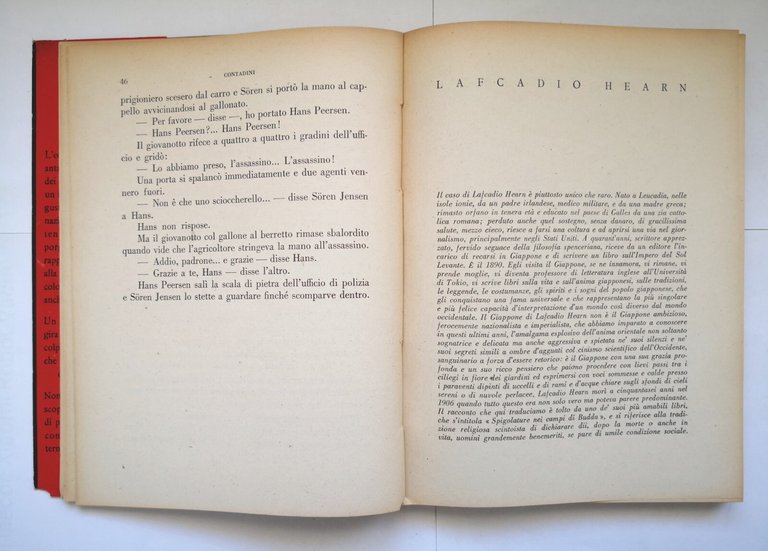 46
CONTADINI
prigioniero scesero dal carro e Sören si portò la mano al cap-
pello avvicinandosi al gallonato.
— Per favore — disse —, ho portato Hans Peersen.
— Hans Peersen?... Hans Peersen!
Il giovanotto rifece a quattro a quattro i gradini dell'uffi-
cio e gridò:
— Lo abbiamo preso, l'assassino... L'assassino!
Una porta si spalancò immediatamente e due agenti ven-
nero fuori.
— Non è che uno scioccherello... — disse Sören Jensen
a Hans.
Hans non rispose.
Ma il giovanotto col gallone al berretto rimase sbalordito
quando vide che l'agricoltore stringeva la mano all'assassino.
— Addio, padrone... e grazie — disse Hans.
— Grazie a te, Hans — disse l'altro.
Hans Peersen salì la scala di pietra dell'ufficio di polizia
e Sören Jensen lo stette a guardare finché scomparve dentro.
LAFCADIO HEARN
Il caso di Lafcadio Hearn è piuttosto unico che raro. Nato a Leucadia, nelle
isole ionie, da un padre irlandese, medico militare, e da una madre greca;
rimasto orfano in tenera età e educato nel paese di Galles da una zia catto-
lica romana; perduto anche quel sostegno, senza danaro, di gracilissima
salute, mezzo cieco, riesce a farsi una coltura e ad aprirsi una via nel gior-
nalismo, principalmente negli Stati Uniti. A quarant'anni, scrittore apprez-
zato, fervido seguace della filosofia spenceriana, riceve da un editore l'in-
carico di recarsi in Giappone e di scrivere un libro sull'Impero del Sol
Levante. È il 1890. Egli visita il Giappone, se ne innamora, vi rimane, vi
prende moglie, vi diventa professore di letteratura inglese all'Università
di Tokio, vi scrive libri sulla vita e sull'anima giapponesi, sulle tradizioni,
le leggende, le costumanze, gli spiriti e i sogni del popolo giapponese, che
gli conquistano una fama universale e che rappresentano la più singolare
e più felice capacità d'interpretazione d'un mondo così diverso dal mondo
occidentale. Il Giappone di Lafcadio Hearn non è il Giappone ambizioso,
ferocemente nazionalista e imperialista, che abbiamo imparato a conoscere
in questi ultimi anni, l'amalgama esplosivo dell'anima orientale non soltanto
sognatrice e delicata ma anche aggressiva e spietata ne' suoi silenzi e ne'
suoi segreti simili a ombre d'agguati col cinismo scientifico dell'Occidente,
sanguinario a forza d'essere retorico: è il Giappone con una sua grazia pro-
fonda e un suo ricco pensiero che paiono procedere con lievi passi tra i
ciliegi in fiore dei giardini ed esprimersi con voci sommesse e calde presso
i paraventi dipinti di uccelli e di rami e d'acque chiare sugli sfondi di cieli
sereni o di nuvole perlacee, Lafcadio Hearn morì a cinquantasei anni nel
1906 quando tutto questo era non solo vero ma poteva parere predominante.
Il racconto che qui traduciamo è tolto da uno de' suoi più amabili libri,
che s'intitola « Spigolature nei campi di Budda », e si riferisce alla tradi-
zione religiosa scintoista di dichiarare dii, dopo la morte o anche in
vita, uomini grandemente benemeriti, se pure di umile condizione sociale.